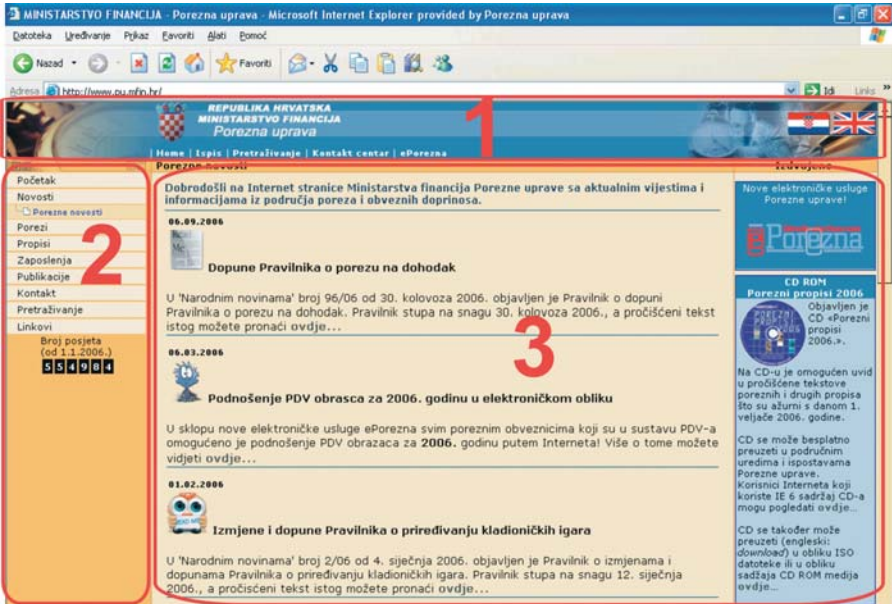 MINISTARSTVO FINANCIJA - Porezna uprava - Microsoft Internet Explorer provided by Porezna uprava
Datoteka Uređivanje Prikaz Favoriti Alati Pomoć
Nazad Favoriti
Adresa http://www.pu.mfin.hr/ Idi Links »
REPUBLIKA HRVATSKA
MINISTARSTVO FINANCIJA
Porezna uprava
| Home | Ispis | Pretraživanje | Kontakt centar | ePorezna
1
Početak
Novosti
Porezne novosti
Porezi
Propisi
Zaposlenja
Publikacije
Kontakt
Pretraživanje
Linkovi
Broj posjeta
(od 1.1.2006.)
554984
2
Porezne novosti
Dobrodošli na Internet stranice Ministarstva financija Porezne uprave sa aktualnim vijestima i
informacijama iz područja poreza i obveznih doprinosa.
06.09.2006
Dopune Pravilnika o porezu na dohodak
U 'Narodnim novinama' broj 96/06 od 30. kolovoza 2006. objavljen je Pravilnik o dopuni
Pravilnika o porezu na dohodak. Pravilnik stupa na snagu 30. kolovoza 2006., a pročišćeni tekst
istog možete pronaći ovdje...
3
06.03.2006
Podnošenje PDV obrasca za 2006. godinu u elektroničkom obliku
U sklopu nove elektroničke usluge ePorezna svim poreznim obveznicima koji su u sustavu PDV-a
omogućeno je podnošenje PDV obrazaca za 2006. godinu putem Interneta! Više o tome možete
vidjeti ovdje...
01.02.2006
READ ME
Izmjene i dopune Pravilnika o priređivanju kladioničkih igara
U 'Narodnim novinama' broj 2/06 od 4. siječnja 2006. objavljen je Pravilnik o izmjenama i
dopunama Pravilnika o priređivanju kladioničkih igara. Pravilnik stupa na snagu 12. siječnja
2006., a pročisćeni tekst istog možete pronaći ovdje...
Izdvojeno
Nove elektroničke usluge
Porezne uprave!
Porezna
CD ROM
Porezni propisi 2006
Objavljen je
CD «Porezni
propisi
2006.».
Na CD-u je omogućen uvid
u pročišćene tekstove
poreznih i drugih propisa
što su ažurni s danom 1.
veljače 2006. godine.
CD se može besplatno
preuzeti u područnim
uredima i ispostavama
Porezne uprave.
Korisnici Interneta koji
koriste IE 6 sadržaj CD-a
mogu pogledati ovdje...
CD se također može
preuzeti (engleski:
download) u obliku ISO
datoteke ili u obliku
sadžaja CD ROM medija
ovdje...